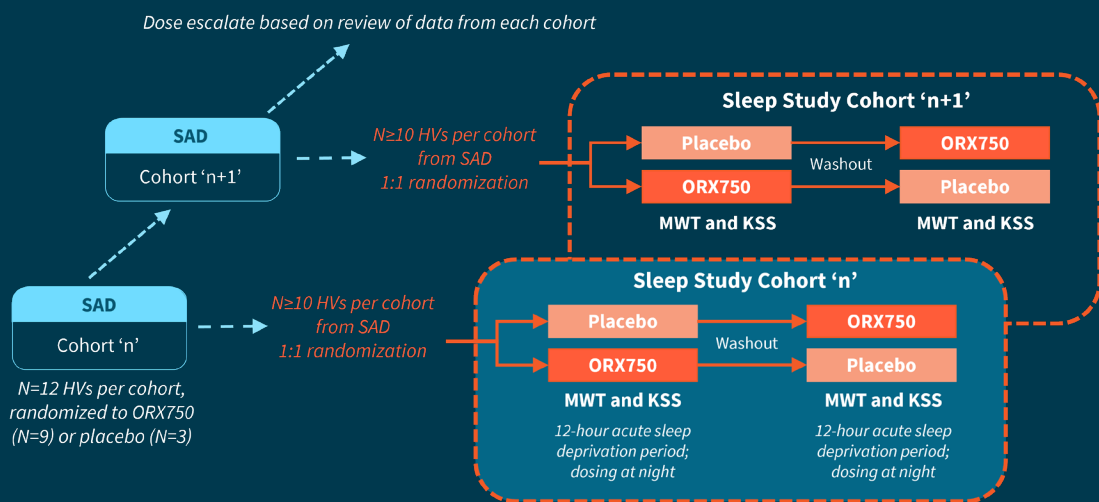 Dose escalate based on review of data from each cohort
SAD
Cohort ‘n+1’
N≥10 HVs per cohort
from SAD
1:1 randomization
Sleep Study Cohort ‘n+1’
Placebo
ORX750
Washout
ORX750
Placebo
MWT and KSS
MWT and KSS
SAD
Cohort ‘n’
N=12 HVs per cohort,
randomized to ORX750
(N=9) or placebo (N=3)
N≥10 HVs per cohort
from SAD
1:1 randomization
Sleep Study Cohort ‘n’
Placebo
ORX750
Washout
ORX750
Placebo
MWT and KSS
MWT and KSS
12-hour acute sleep
deprivation period;
dosing at night
12-hour acute sleep
deprivation period;
dosing at night